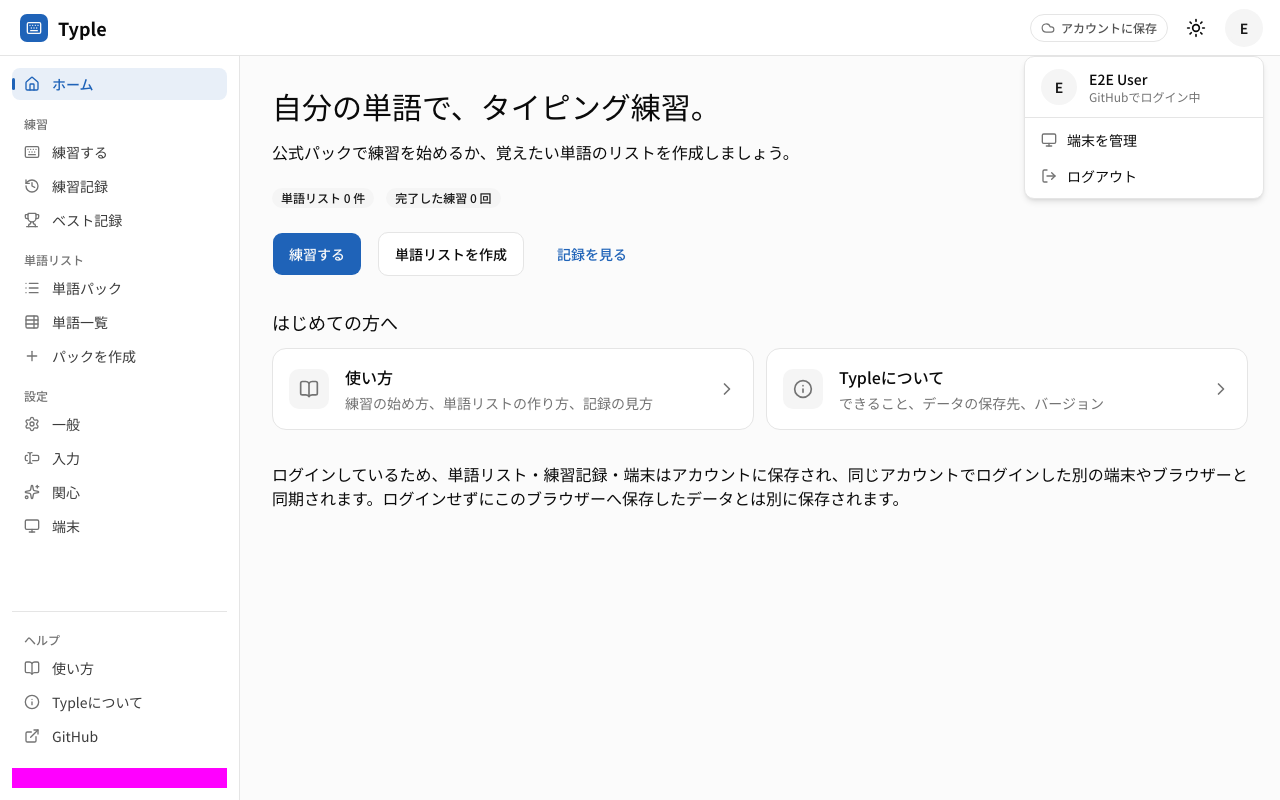 Typle
アカウントに保存
E
ホーム
練習
練習する
練習記録
ベスト記録
単語リスト
単語パック
単語一覧
パックを作成
設定
一般
入力
関心
端末
ヘルプ
使い方
Typleについて
GitHub
自分の単語で、タイピング練習。
公式パックで練習を始めるか、覚えたい単語のリストを作成しましょう。
単語リスト 0 件
完了した練習 0 回
練習する
単語リストを作成
記録を見る
はじめての方へ
使い方
練習の始め方、単語リストの作り方、記録の見方
Typleについて
できること、データの保存先、バージョン
ログインしているため、単語リスト・練習記録・端末はアカウントに保存され、同じアカウントでログインした別の端末やブラウザーと
同期されます。ログインせずにこのブラウザーへ保存したデータとは別に保存されます。
E
E2E User
GitHubでログイン中
端末を管理
ログアウト